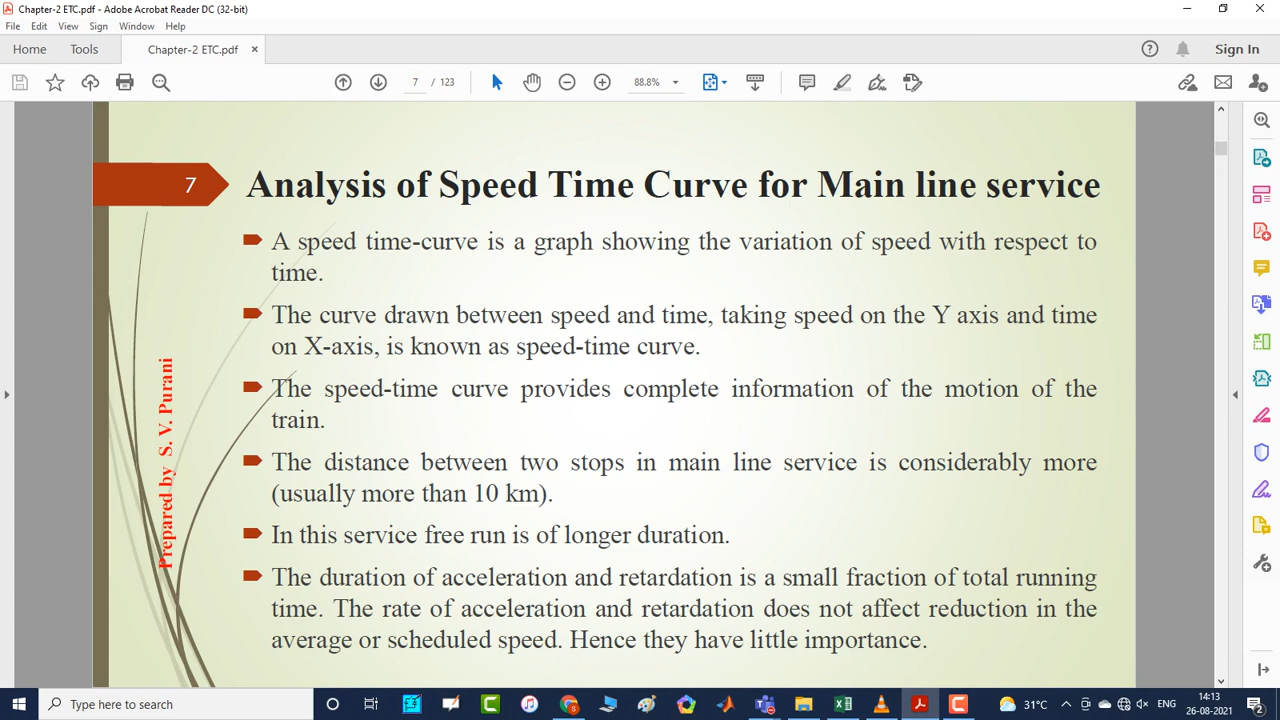 Chapter-2 ETC.pdf - Adobe Acrobat Reader DC (32-bit)
File Edit View Sign Window Help
Home Tools Chapter-2 ETC.pdf × Sign In
7 / 123 88.8%
7
Analysis of Speed Time Curve for Main line service
A speed time-curve is a graph showing the variation of speed with respect to
time.
The curve drawn between speed and time, taking speed on the Y axis and time
on X-axis, is known as speed-time curve.
The speed-time curve provides complete information of the motion of the
train.
The distance between two stops in main line service is considerably more
(usually more than 10 km).
In this service free run is of longer duration.
The duration of acceleration and retardation is a small fraction of total running
time. The rate of acceleration and retardation does not affect reduction in the
average or scheduled speed. Hence they have little importance.
Prepared by S. V. Purani
Type here to search
31°C ENG
14:13
26-08-2021
2